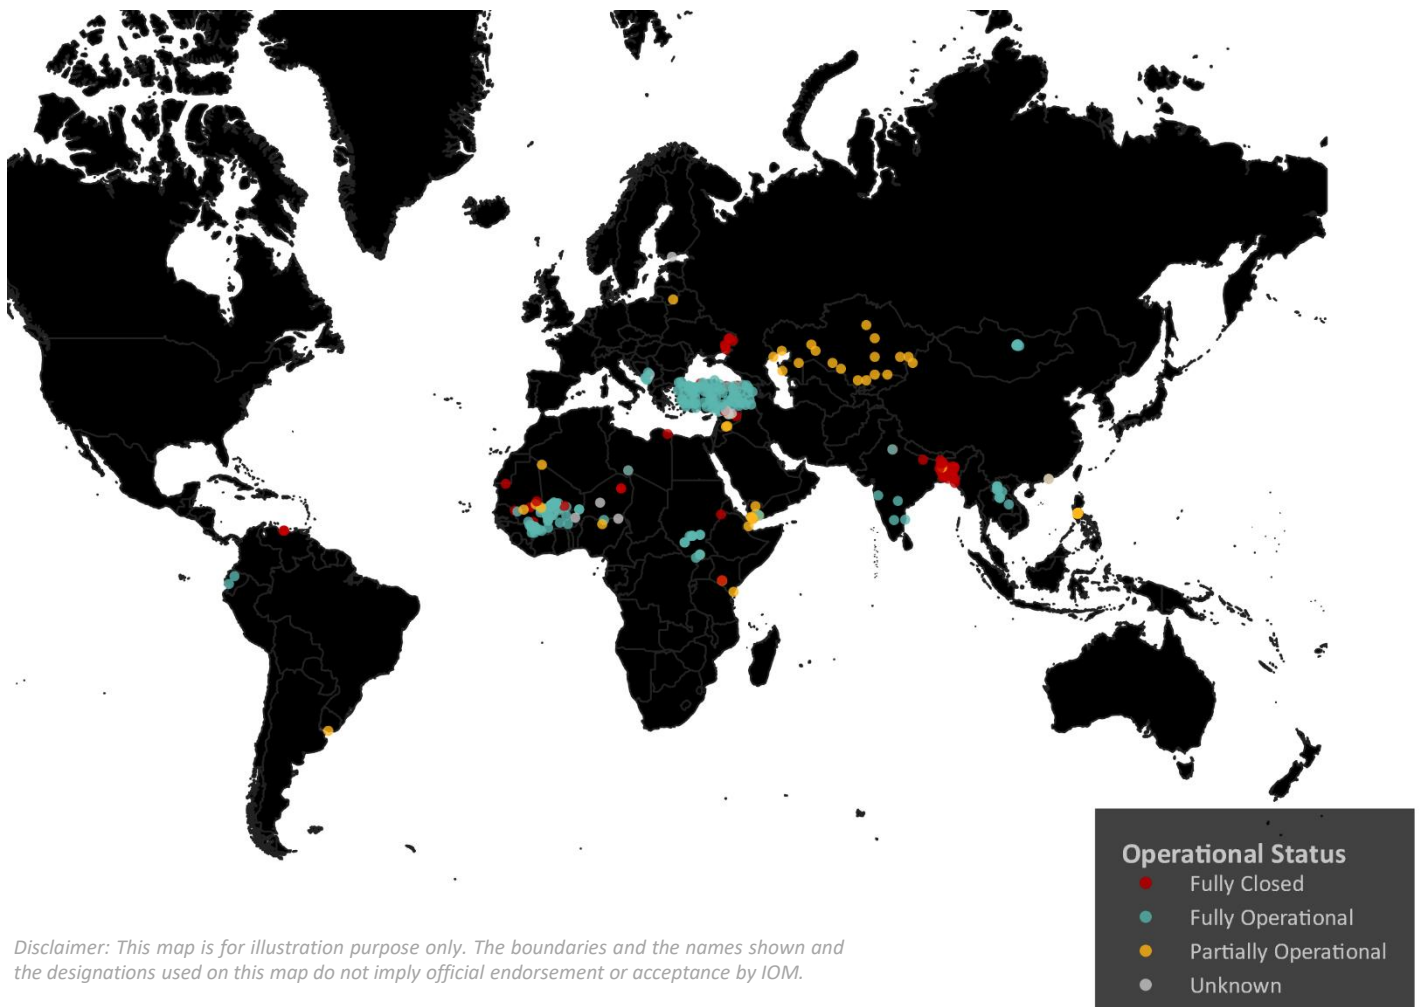 Operational Status
Fully Closed
Fully Operational
Partially Operational
Unknown
Disclaimer: This map is for illustration purpose only. The boundaries and the names shown and
the designations used on this map do not imply official endorsement or acceptance by IOM.